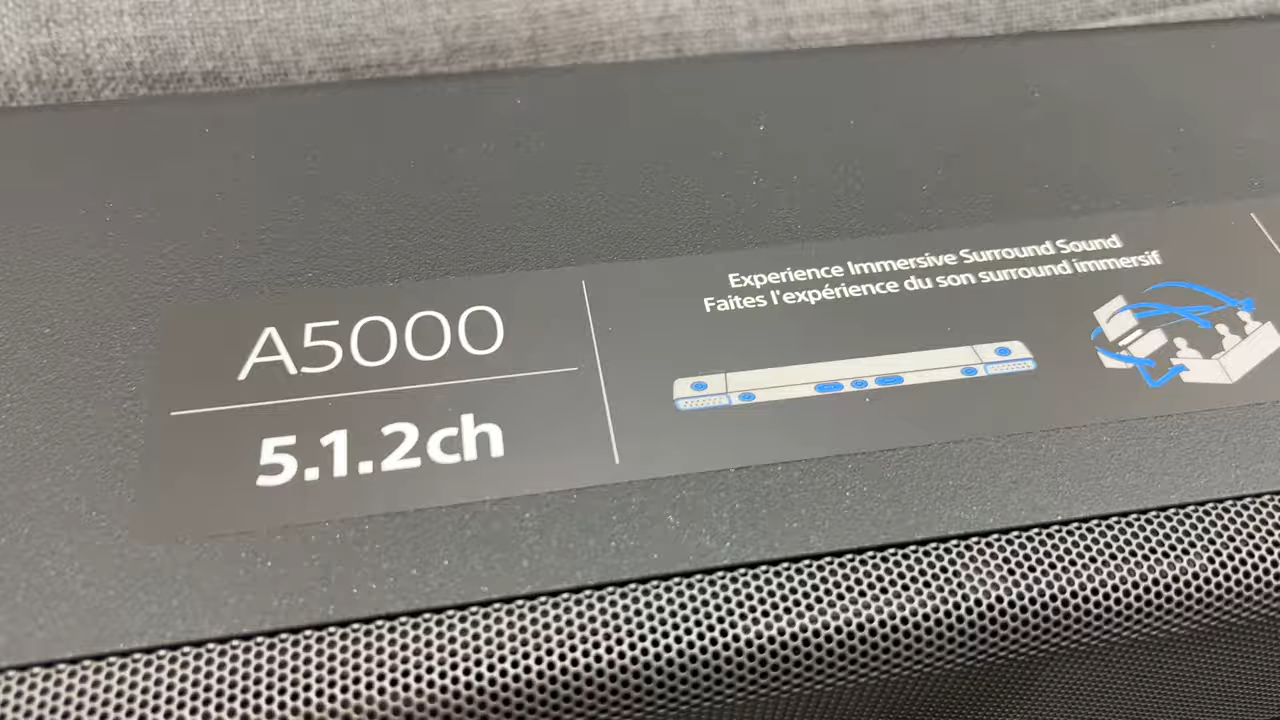 A5000
5.1.2ch
Experience Immersive Surround Sound
Faites l'expérience du son surround immersif